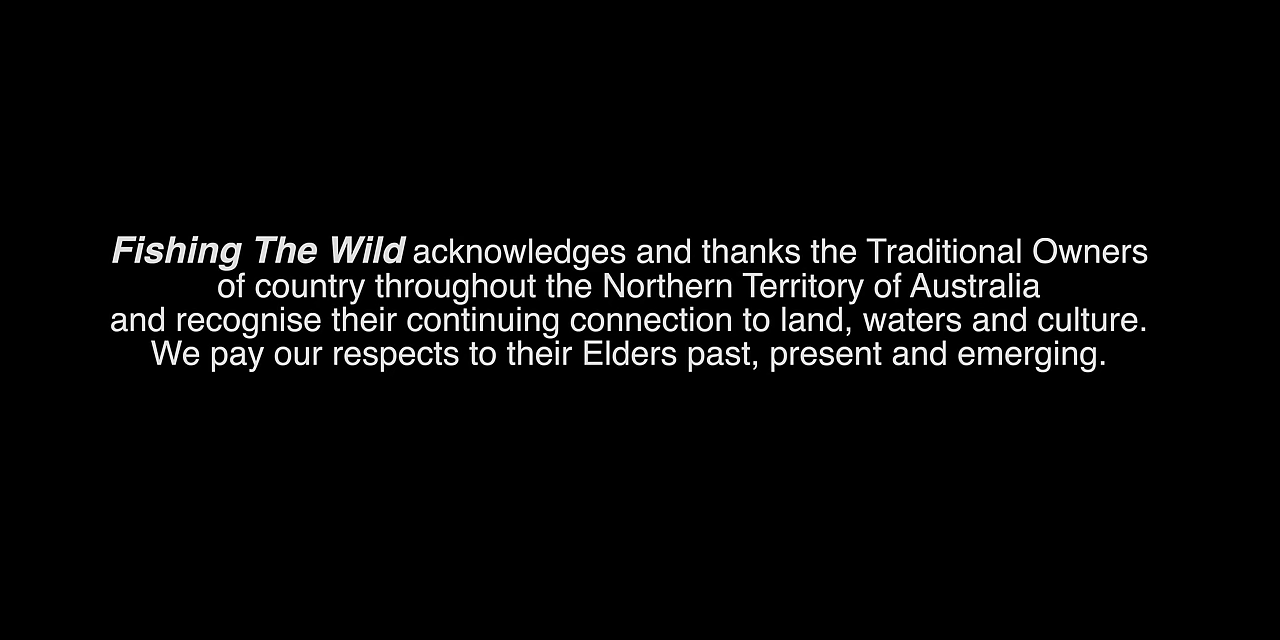 Fishing The Wild acknowledges and thanks the Traditional Owners
of country throughout the Northern Territory of Australia
and recognise their continuing connection to land, waters and culture.
We pay our respects to their Elders past, present and emerging.